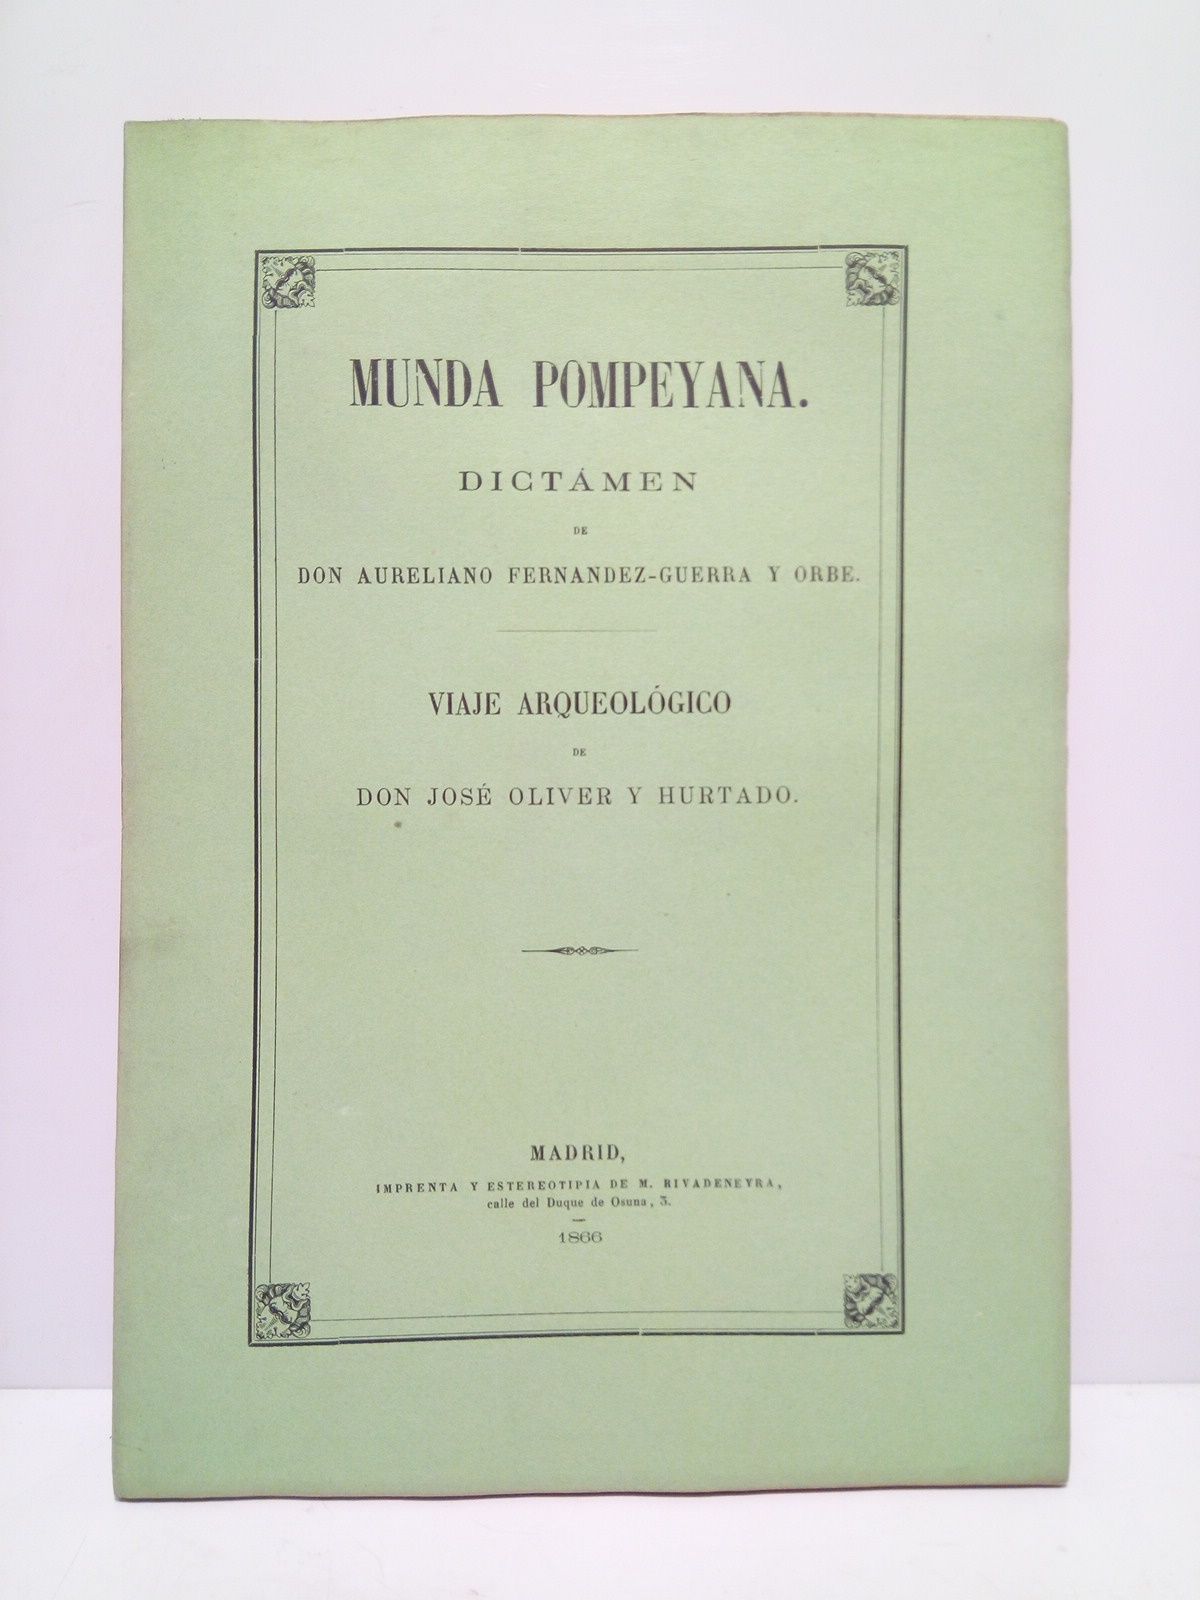 MUNDA POMPEYANA.
DICTÁMEN
DE
DON AURELIANO FERNANDEZ-GUERRA Y ORBE.
VIAJE ARQUEOLÓGICO
DE
DON JOSÉ OLIVER Y HURTADO.
MADRID,
IMPRENTA Y ESTEREOTIPIA DE M. RIVADENEYRA,
calle del Duque de Osuna, 3.
1866